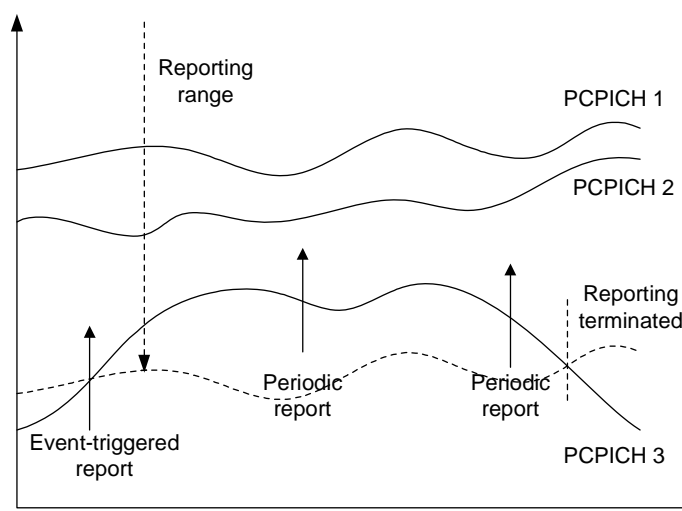 Reporting
range
PCPICH 1
PCPICH 2
Reporting
terminated
Periodic
report
Periodic
report
Event-triggered
report
PCPICH 3